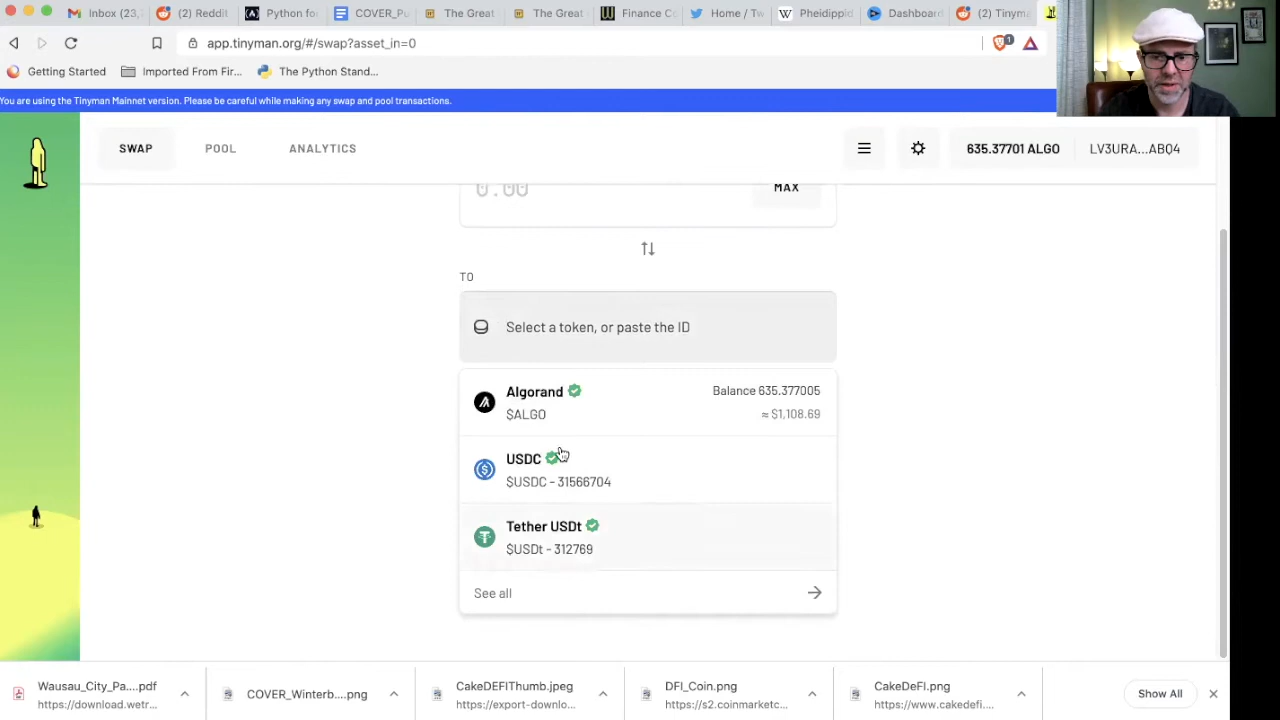 Inbox (23,
(2) Reddit
Python fo
COVER_Pu
The Great
The Great
Finance Co
Home / Tw
Pheidippid
Dashboard
(2) Tinym
app.tinyman.org/#/swap?asset_in=0
1
Getting Started
Imported From Fir...
The Python Stand...
You are using the Tinyman Mainnet version. Please be careful while making any swap and pool transactions.
SWAP
POOL
ANALYTICS
635.37701 ALGO
LV3URA...ABQ4
0.00
MAX
TO
Select a token, or paste the ID
Algorand
Balance 635.377005
$ALGO
≈ $1,108.69
USDC
$USDC - 31566704
Tether USDt
$USDt - 312769
See all
Wausau_City_Pa....pdf
https://download.wetr...
COVER_Winterb....png
CakeDEFIThumb.jpeg
https://export-downlo...
DFI_Coin.png
https://s2.coinmarketc...
CakeDeFi.png
https://www.cakedefi....
Show All